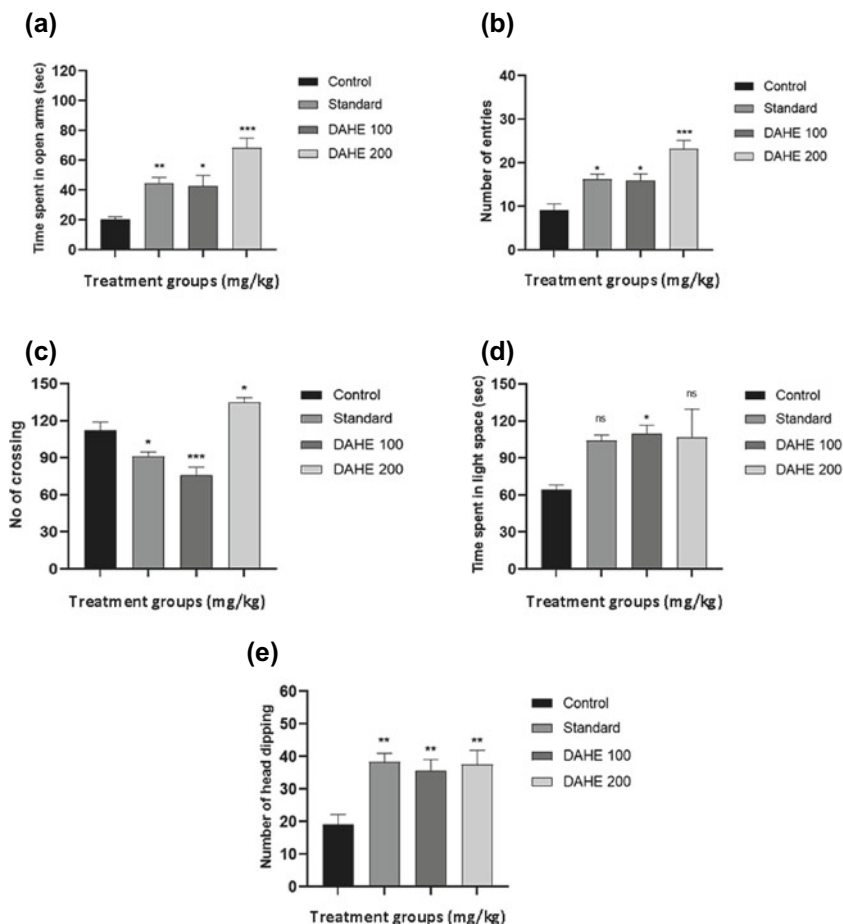 (a)
Time spent in open arms (sec)
120
100
80
60
40
20
0
**
*
***
Control
Standard
DAHE 100
DAHE 200
Treatment groups (mg/kg)
(b)
Number of entries
40
30
20
10
0
*
*
***
Control
Standard
DAHE 100
DAHE 200
Treatment groups (mg/kg)
(c)
No of crossing
150
120
90
60
30
0
*
***
*
Control
Standard
DAHE 100
DAHE 200
Treatment groups (mg/kg)
(d)
Time spent in light space (sec)
150
120
90
60
30
0
ns
*
ns
Control
Standard
DAHE 100
DAHE 200
Treatment groups (mg/kg)
(e)
Number of head dipping
60
50
40
30
20
10
0
**
**
**
Control
Standard
DAHE 100
DAHE 200
Treatment groups (mg/kg)